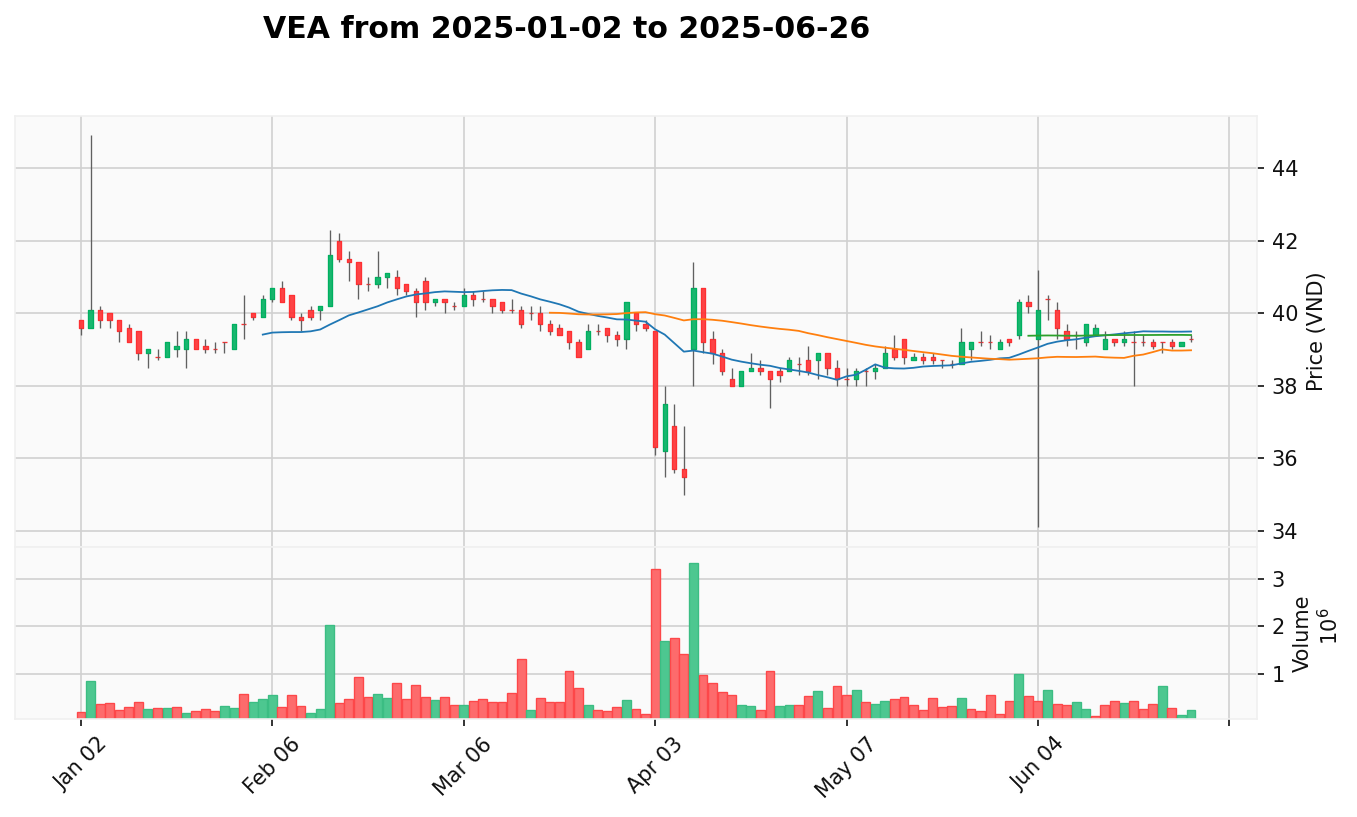 VEA from 2025-01-02 to 2025-06-26
44
42
40
38
36
34
Price (VND)
3
2
1
Volume
10⁶
Jan 02
Feb 06
Mar 06
Apr 03
May 07
Jun 04